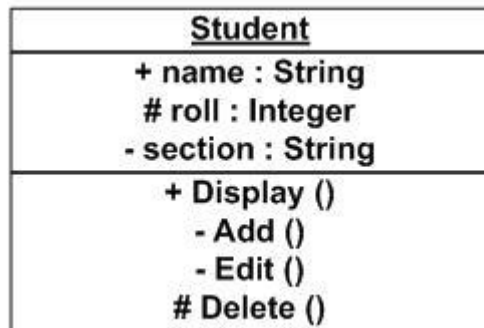 Student
+ name : String
# roll : Integer
- section : String
+ Display ()
- Add ()
- Edit ()
# Delete ()